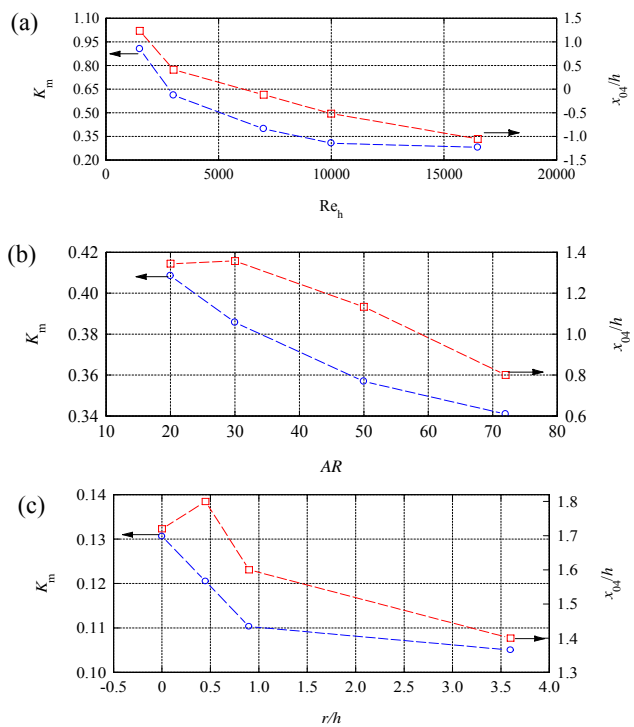 (a)
1.10
0.95
0.80
0.65
0.50
0.35
0.20
K_m
1.5
1.0
0.5
0
-0.5
-1.0
-1.5
x_04/h
0 5000 10000 15000 20000
Re_h
(b)
0.42
0.40
0.38
0.36
0.34
K_m
1.4
1.2
1.0
0.8
0.6
x_04/h
10 20 30 40 50 60 70 80
AR
(c)
0.14
0.13
0.12
0.11
0.10
K_m
1.8
1.7
1.6
1.5
1.4
1.3
x_04/h
-0.5 0 0.5 1.0 1.5 2.0 2.5 3.0 3.5 4.0
r/h